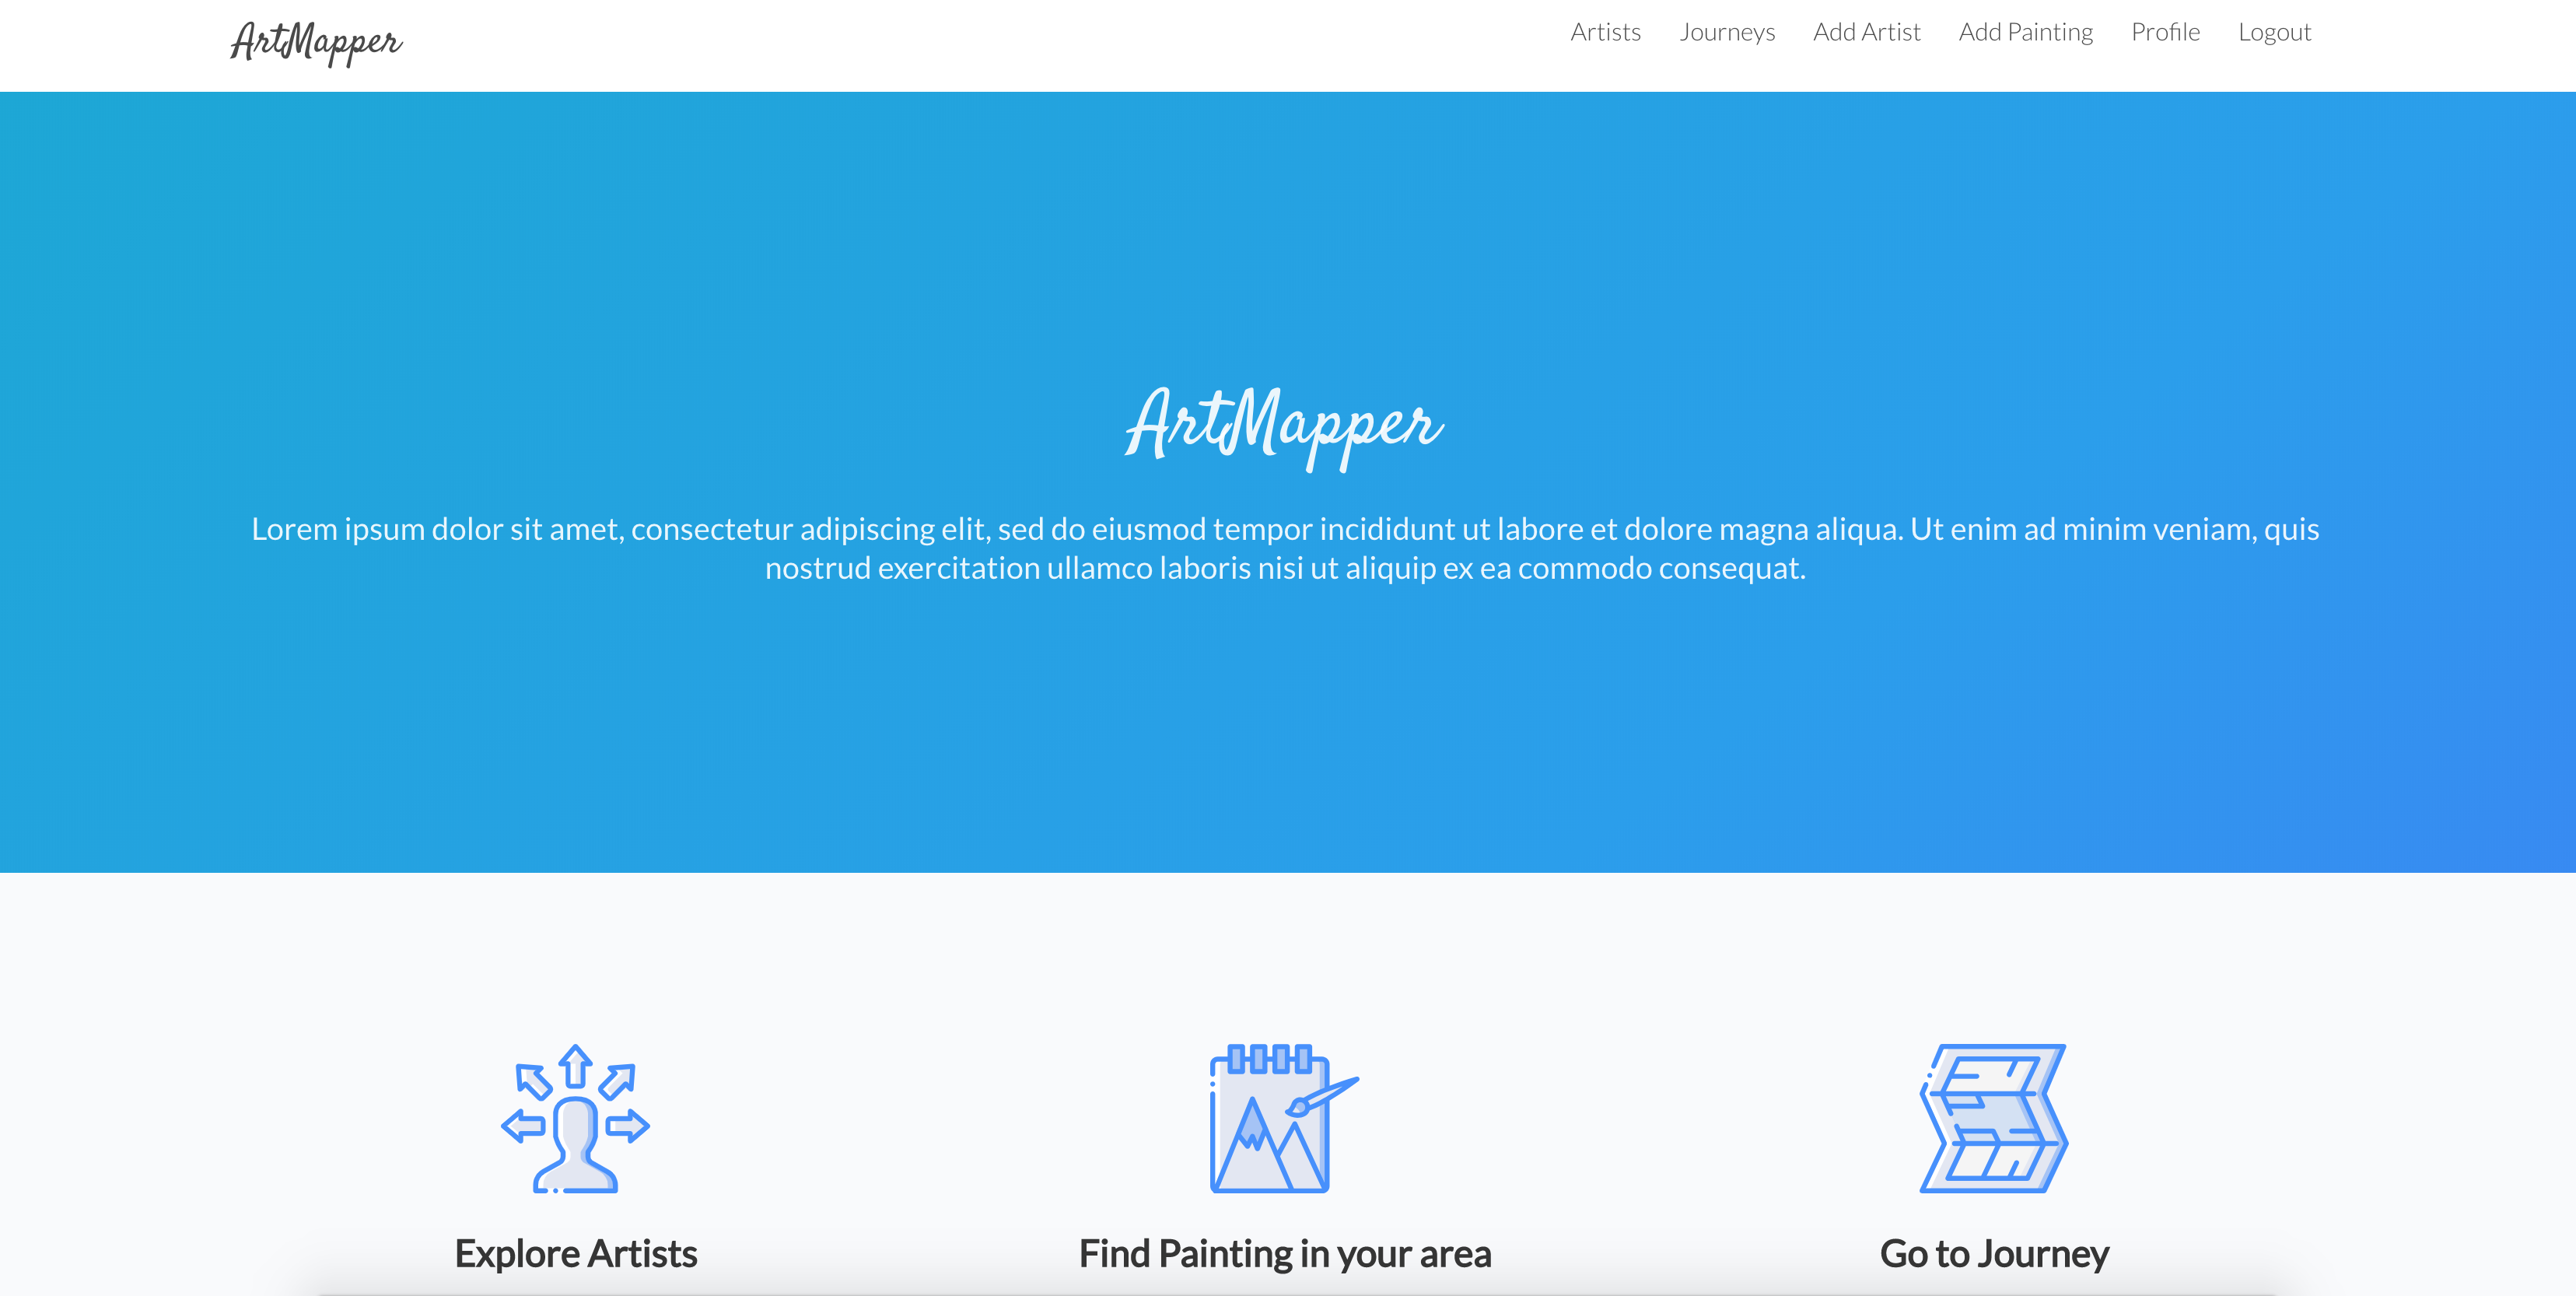 ArtMapper
Artists Journeys Add Artist Add Painting Profile Logout
ArtMapper
Lorem ipsum dolor sit amet, consectetur adipiscing elit, sed do eiusmod tempor incididunt ut labore et dolore magna aliqua. Ut enim ad minim veniam, quis
nostrud exercitation ullamco laboris nisi ut aliquip ex ea commodo consequat.
Explore Artists
Find Painting in your area
Go to Journey